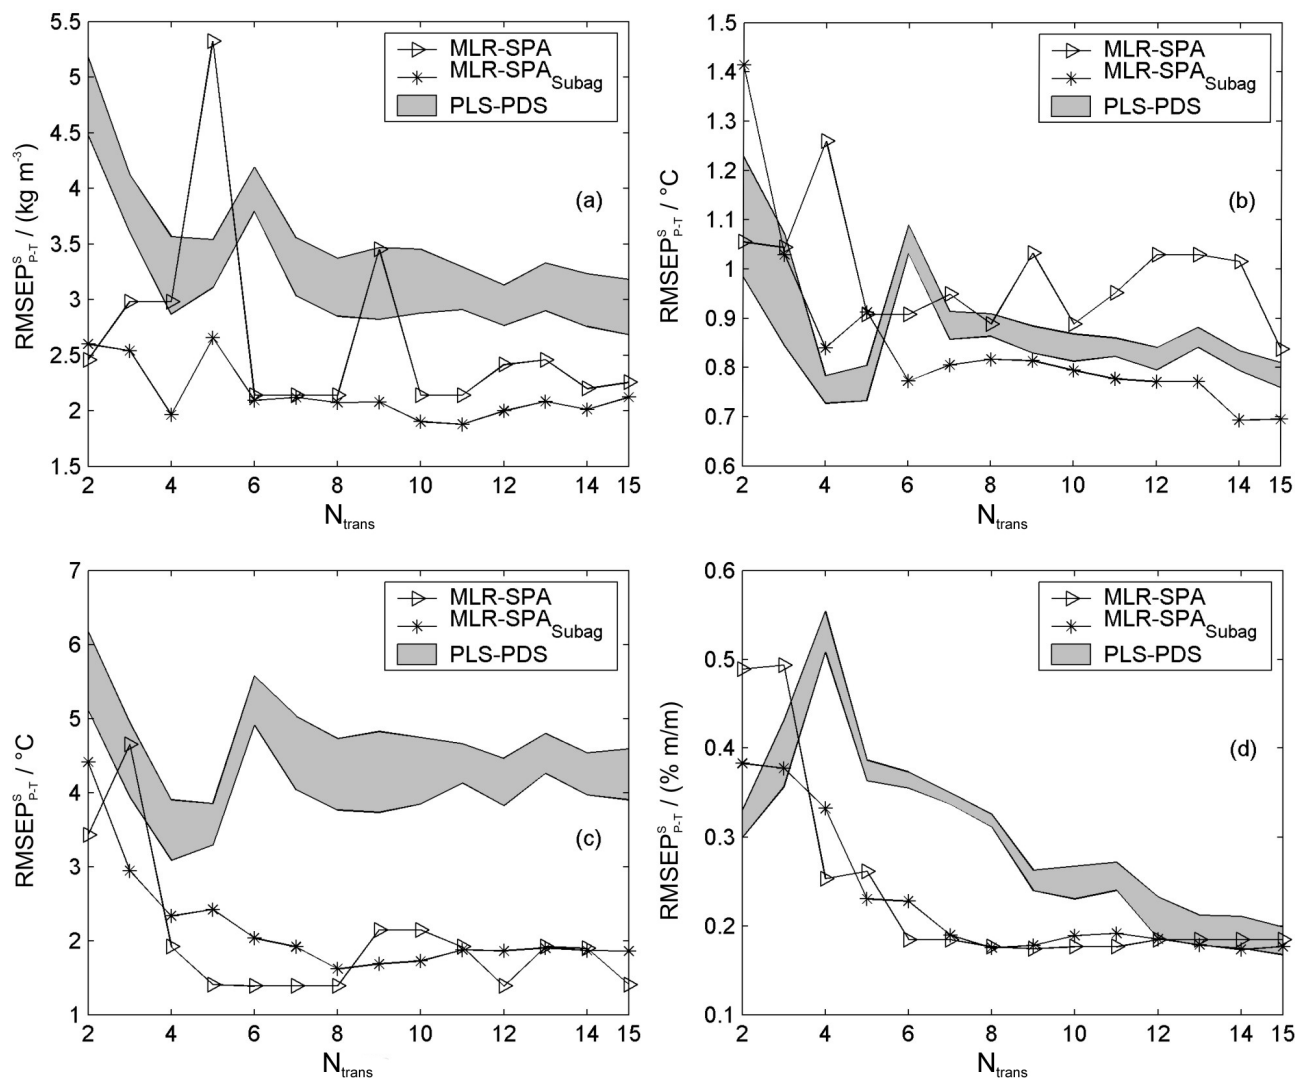 5.5
5
4.5
4
3.5
3
2.5
2
1.5
RMSEP^S_P-T / (kg m^-3)
MLR-SPA
MLR-SPA_Subag
PLS-PDS
(a)
2 4 6 8 10 12 14 15
N_trans
1.5
1.4
1.3
1.2
1.1
1
0.9
0.8
0.7
0.6
RMSEP^S_P-T / °C
MLR-SPA
MLR-SPA_Subag
PLS-PDS
(b)
2 4 6 8 10 12 14 15
N_trans
7
6
5
4
3
2
1
RMSEP^S_P-T / °C
MLR-SPA
MLR-SPA_Subag
PLS-PDS
(c)
2 4 6 8 10 12 14 15
N_trans
0.6
0.5
0.4
0.3
0.2
0.1
RMSEP^S_P-T / (% m/m)
MLR-SPA
MLR-SPA_Subag
PLS-PDS
(d)
2 4 6 8 10 12 14 15
N_trans